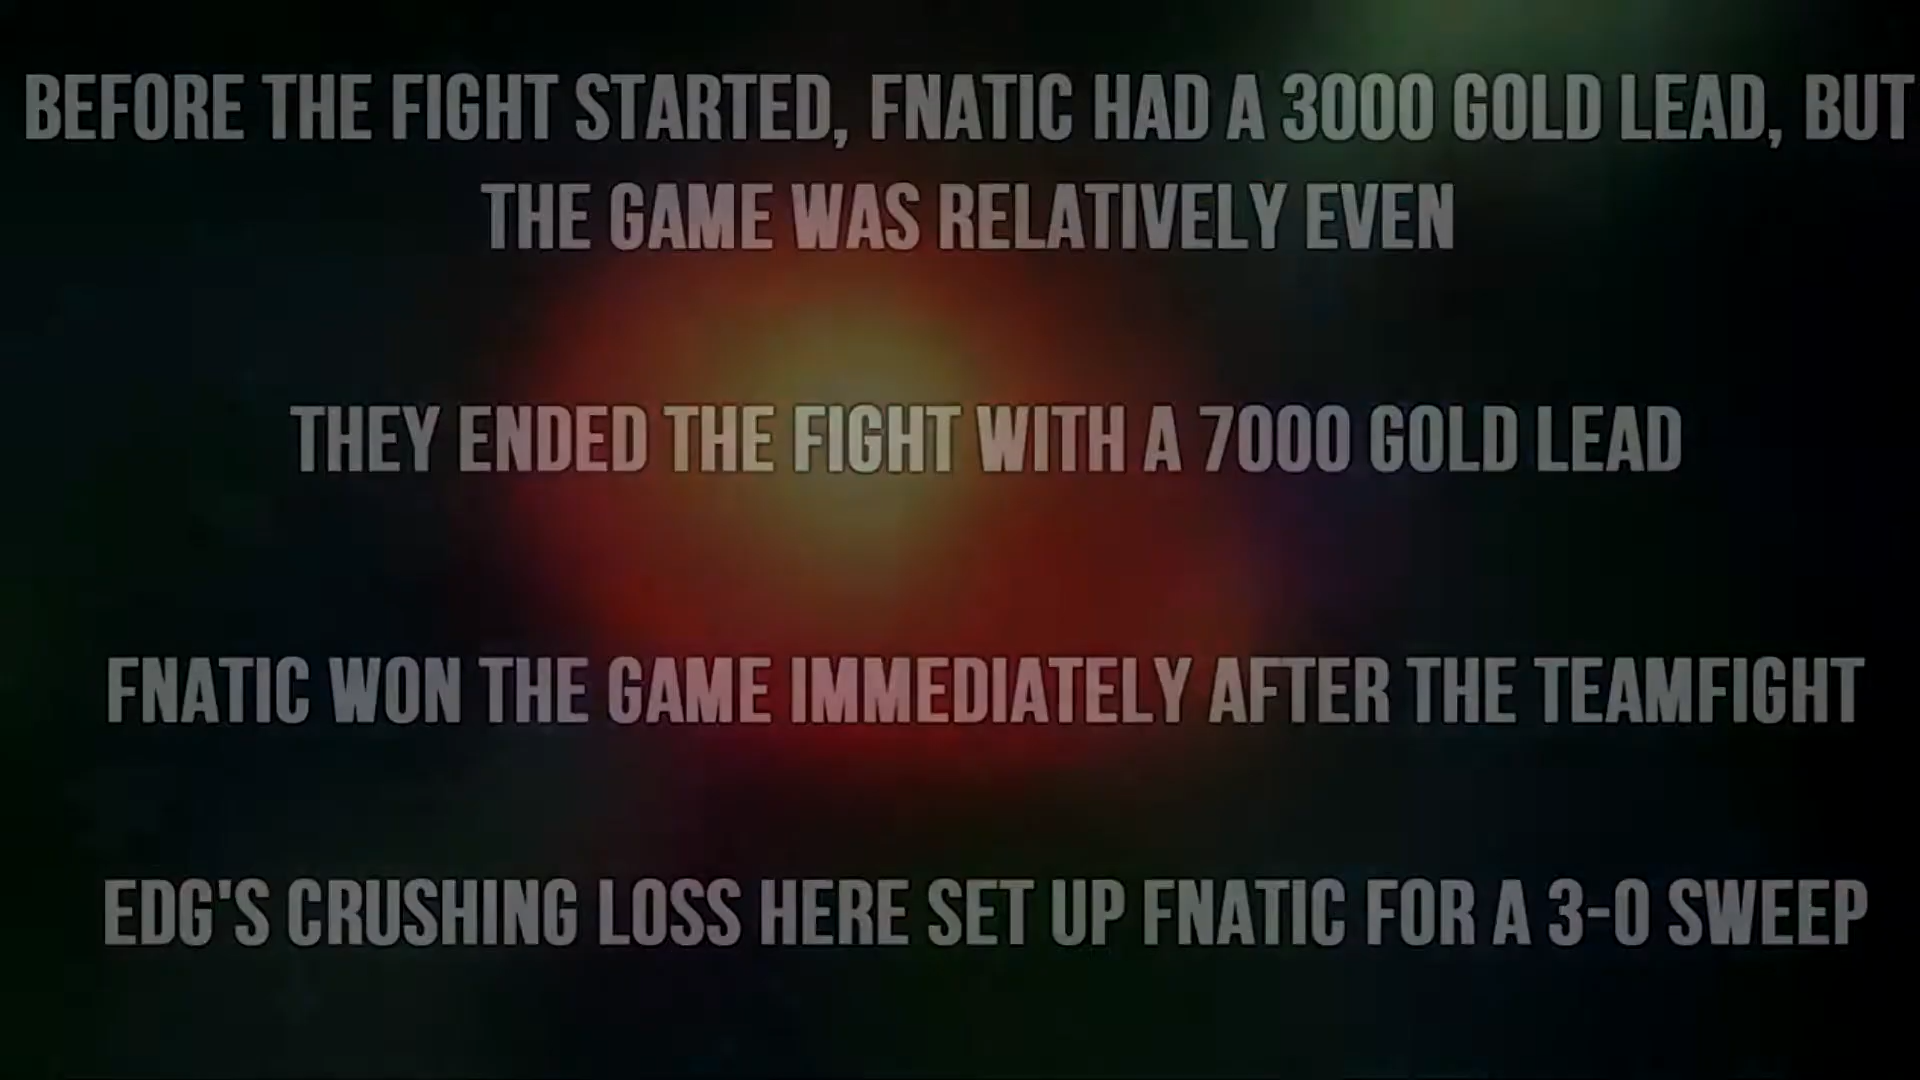 BEFORE THE FIGHT STARTED, FNATIC HAD A 3000 GOLD LEAD, BUT
THE GAME WAS RELATIVELY EVEN
THEY ENDED THE FIGHT WITH A 7000 GOLD LEAD
FNATIC WON THE GAME IMMEDIATELY AFTER THE TEAMFIGHT
EDG'S CRUSHING LOSS HERE SET UP FNATIC FOR A 3-0 SWEEP